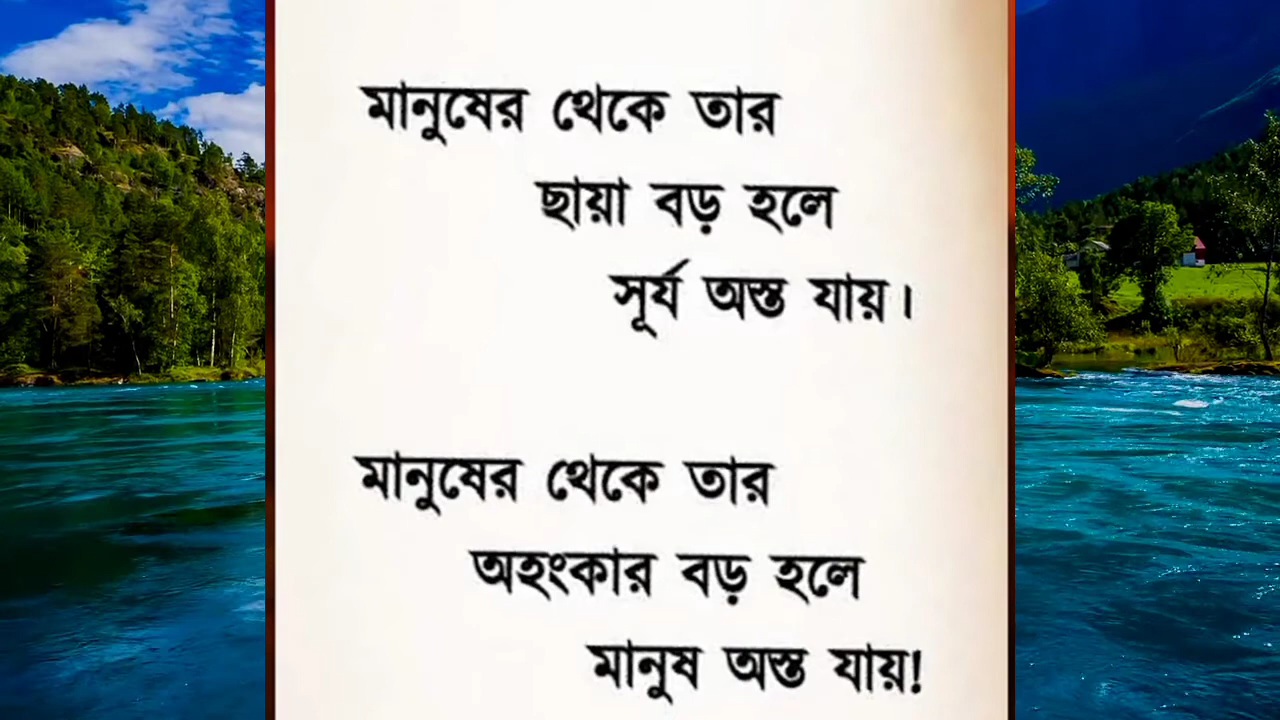 মানুষের থেকে তার
ছায়া বড় হলে
সূর্য অস্ত যায়।
মানুষের থেকে তার
অহংকার বড় হলে
মানুষ অস্ত যায়!